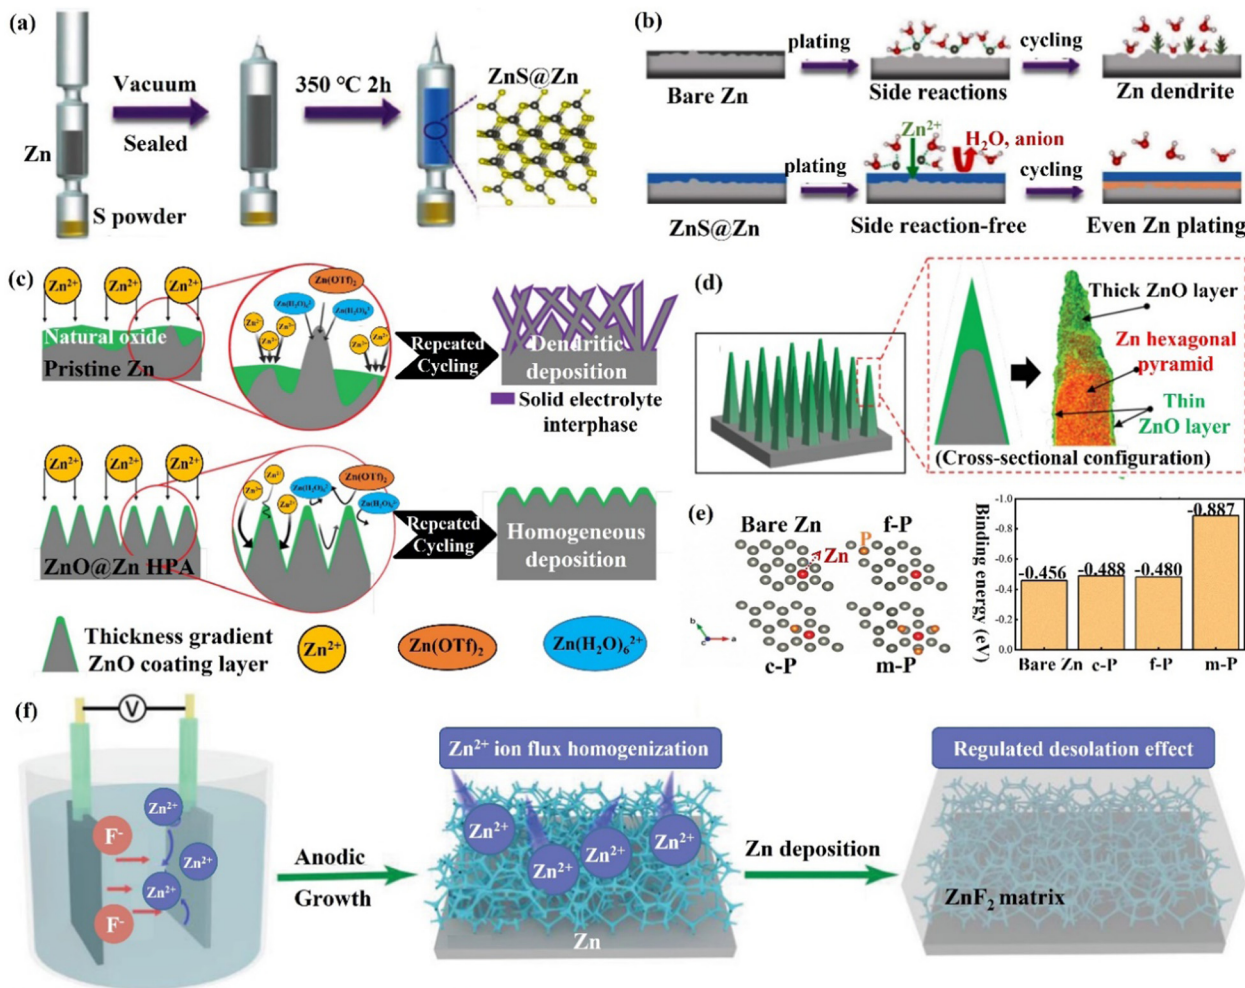 (a)
Vacuum
Sealed
350 °C 2h
ZnS@Zn
Zn
S powder
(b)
plating
cycling
Bare Zn
Side reactions
Zn dendrite
Zn²⁺
H₂O, anion
plating
cycling
ZnS@Zn
Side reaction-free
Even Zn plating
(c)
Zn²⁺
Zn²⁺
Zn²⁺
Natural oxide
Pristine Zn
Zn(OTf)₂
Repeated
Cycling
Dendritic
deposition
Solid electrolyte
interphase
Zn²⁺
Zn²⁺
Zn²⁺
ZnO@Zn HPA
Zn(OTf)₂
Repeated
Cycling
Homogeneous
deposition
Thickness gradient
ZnO coating layer
Zn²⁺
Zn(OTf)₂
Zn(H₂O)₆²⁺
(d)
Thick ZnO layer
Zn hexagonal
pyramid
Thin
ZnO layer
(Cross-sectional configuration)
(e)
Bare Zn
f-P
P
Zn
c-P
m-P
b
c
a
Binding energy (eV)
-1.0
-0.8
-0.6
-0.4
-0.2
0.0
-0.456
-0.488
-0.480
-0.887
Bare Zn
c-P
f-P
m-P
(f)
V
F⁻
F⁻
Zn²⁺
Zn²⁺
Zn²⁺
Anodic
Growth
Zn²⁺ ion flux homogenization
Zn²⁺
Zn²⁺
Zn²⁺
Zn²⁺
Zn
Zn deposition
Regulated desolation effect
ZnF₂ matrix